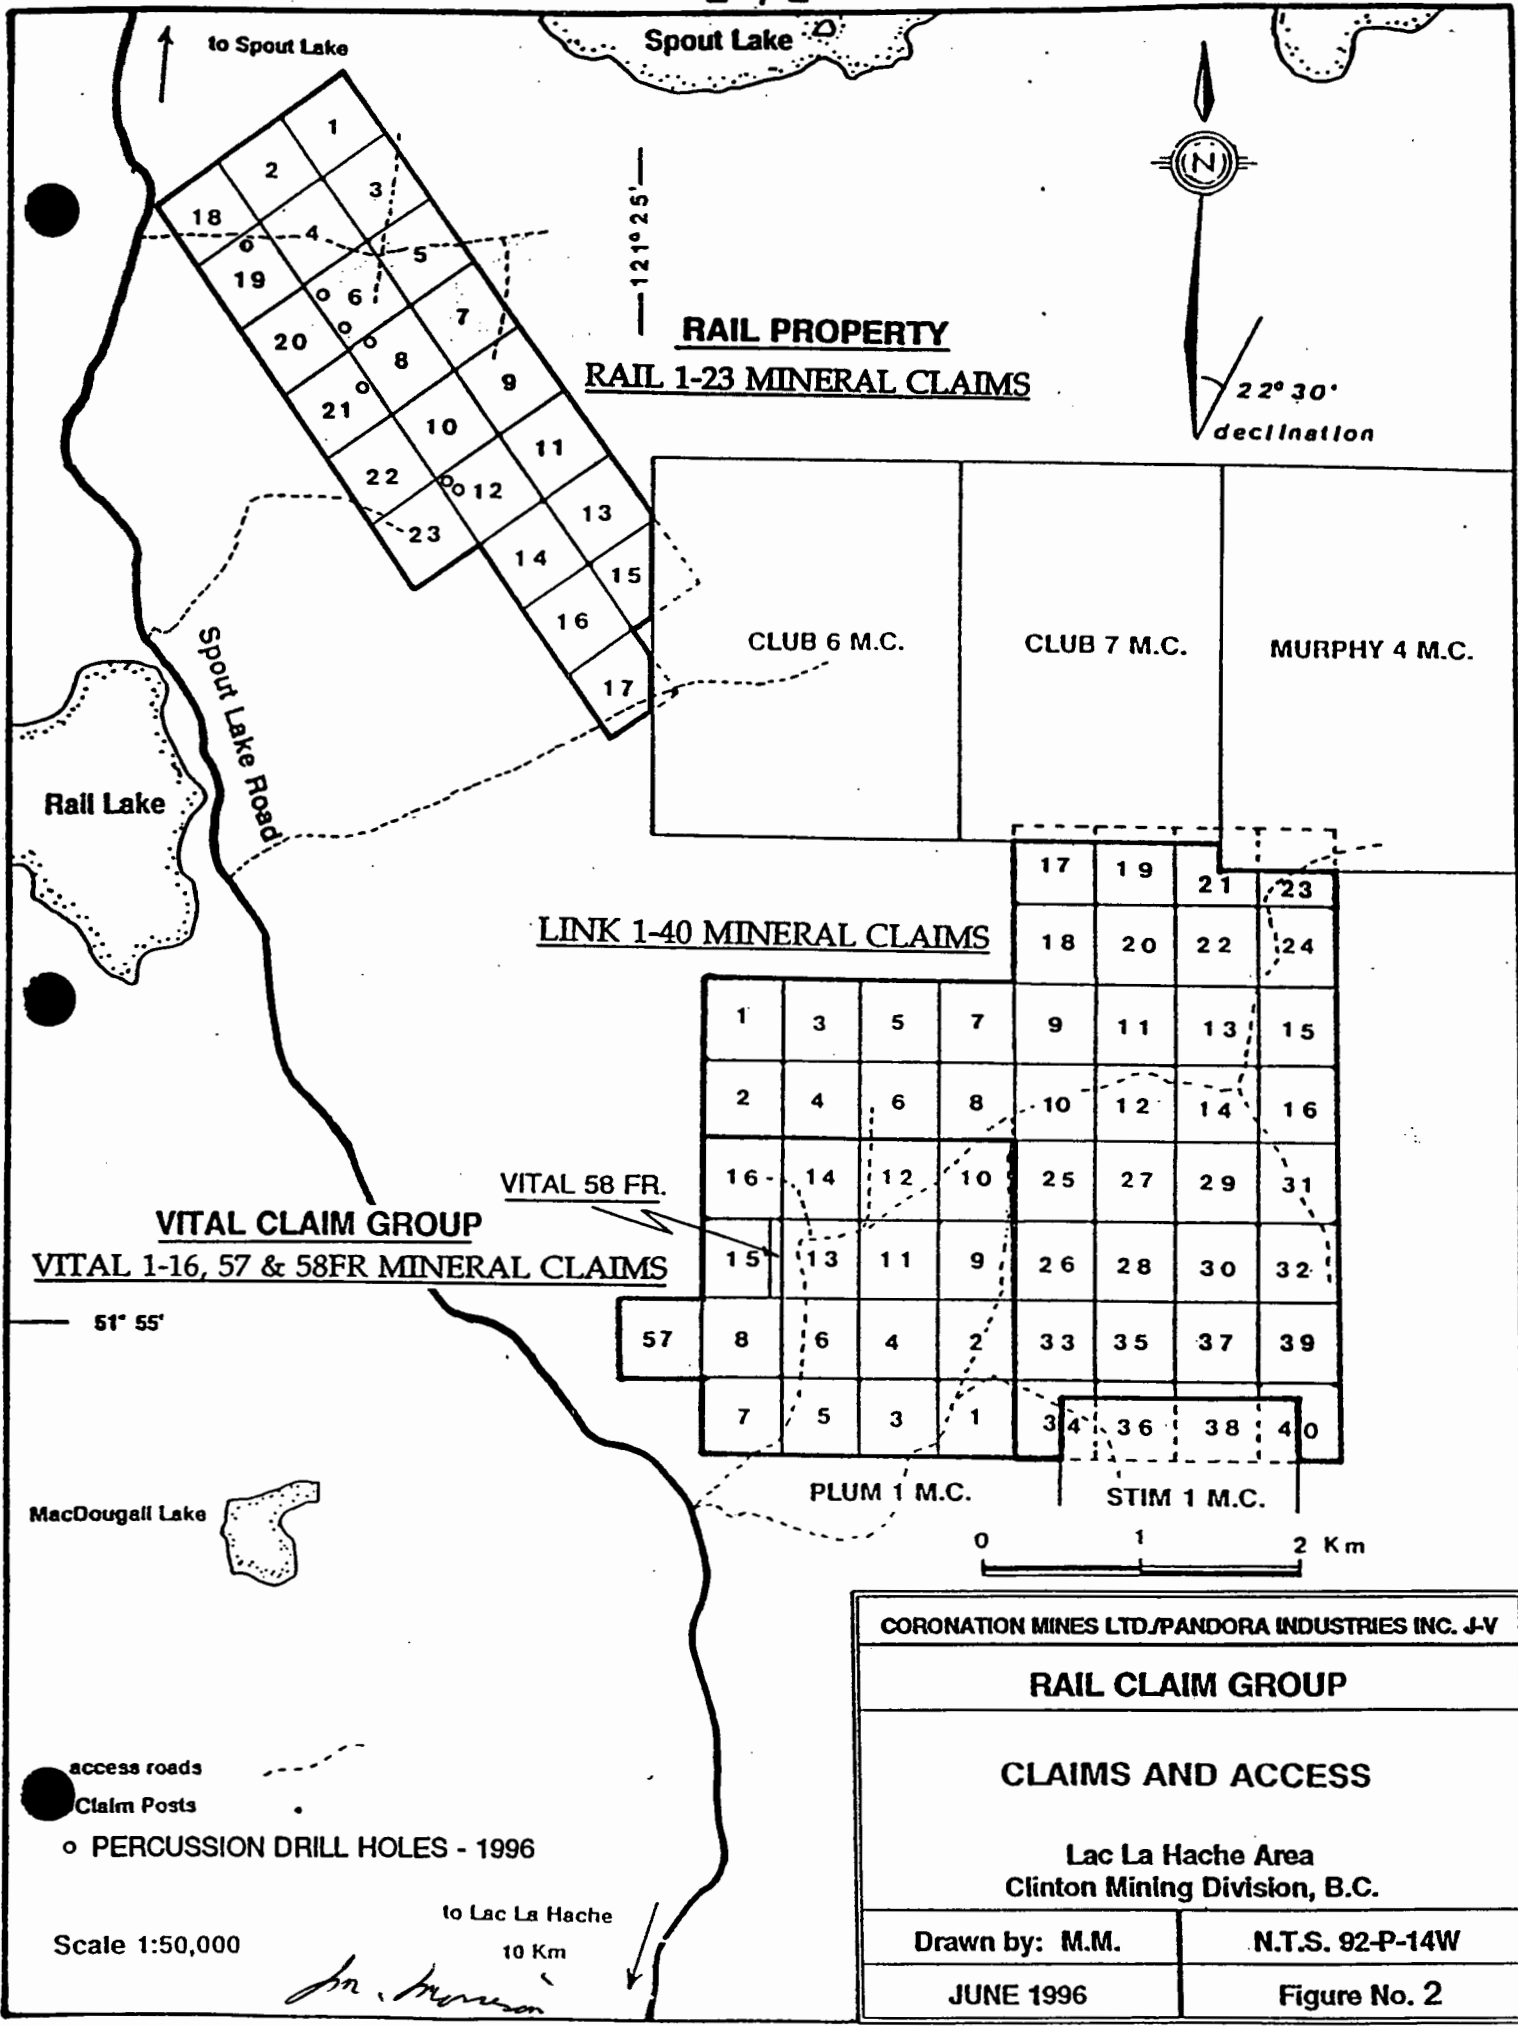 to Spout Lake
Spout Lake
N
121° 25'
22° 30'
declination
RAIL PROPERTY
RAIL 1-23 MINERAL CLAIMS
1
2
3
18
4
5
19
6
7
20
8
9
21
10
11
22
12
13
23
14
15
16
17
CLUB 6 M.C.
CLUB 7 M.C.
MURPHY 4 M.C.
Spout Lake Road
Rail Lake
LINK 1-40 MINERAL CLAIMS
17 19 21 23
18 20 22 24
1 3 5 7 9 11 13 15
2 4 6 8 10 12 14 16
16 14 12 10 25 27 29 31
VITAL 58 FR.
VITAL CLAIM GROUP
VITAL 1-16, 57 & 58FR MINERAL CLAIMS
15 13 11 9 26 28 30 32
51° 55'
57 8 6 4 2 33 35 37 39
7 5 3 1 34 36 38 40
PLUM 1 M.C.
STIM 1 M.C.
MacDougall Lake
0 1 2 Km
CORONATION MINES LTD./PANDORA INDUSTRIES INC. J-V
RAIL CLAIM GROUP
CLAIMS AND ACCESS
Lac La Hache Area
Clinton Mining Division, B.C.
Drawn by: M.M.
N.T.S. 92-P-14W
JUNE 1996
Figure No. 2
access roads
Claim Posts
PERCUSSION DRILL HOLES - 1996
to Lac La Hache
10 Km
Scale 1:50,000